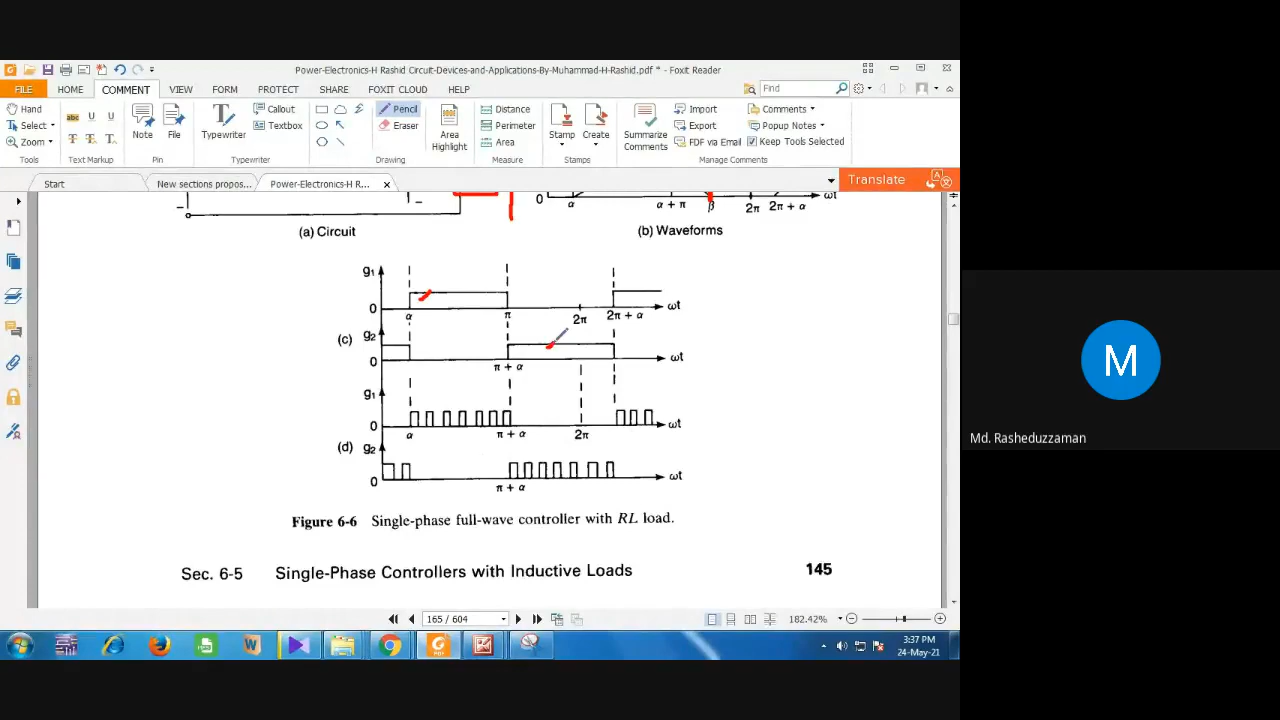 Power-Electronics-H Rashid Circuit-Devices-and-Applications-By-Muhammad-H-Rashid.pdf * - Foxit Reader
FILE HOME COMMENT VIEW FORM PROTECT SHARE FOXIT CLOUD HELP
Find
Hand
Select
Zoom
Tools
Text Markup
Note
File
Pin
Typewriter
Callout
Textbox
Typewriter
Pencil
Eraser
Area Highlight
Drawing
Distance
Perimeter
Area
Measure
Stamp
Create
Stamps
Summarize Comments
Import
Export
FDF via Email
Comments
Popup Notes
Keep Tools Selected
Manage Comments
Start
New sections propos...
Power-Electronics-H R...
Translate
0 α α + π β 2π 2π + α ωt
(a) Circuit
(b) Waveforms
g1
0 α π 2π 2π + α ωt
(c) g2
0 π + α ωt
g1
0 α π + α 2π ωt
(d) g2
0 π + α ωt
Figure 6-6 Single-phase full-wave controller with RL load.
Sec. 6-5 Single-Phase Controllers with Inductive Loads 145
165 / 604
182.42%
3:37 PM
24-May-21
M
Md. Rasheduzzaman